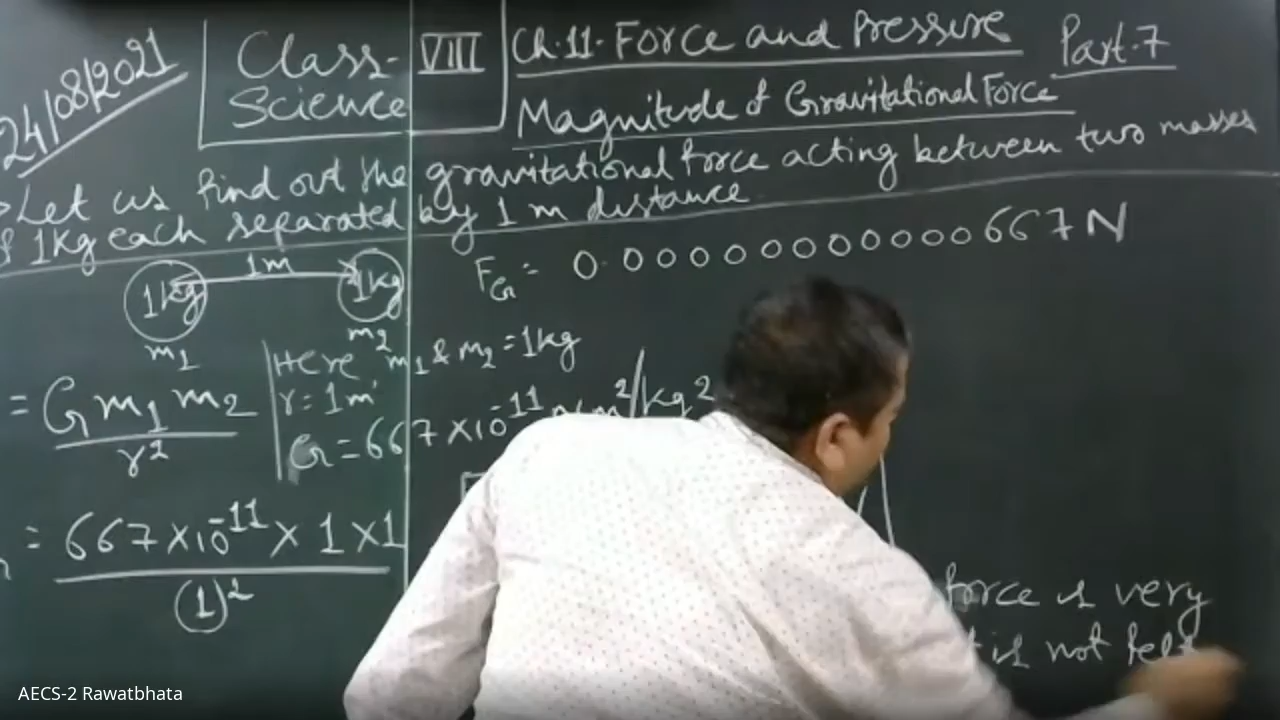 24/08/2021
Class- VIII
Science
Ch.11. Force and Pressure Part.7
Magnitude of Gravitational Force
Let us find out the gravitational force acting between two masses
of 1Kg each separated by 1 m distance
1kg 1m 1kg
m1 m2
FG = 0.00000000000667 N
Here m1 & m2 = 1kg
r = 1m
G = 667 x 10-11 N m2/kg2
= G m1 m2
r2
= 667 x 10-11 x 1 x 1
(1)2
force is very
it is not felt
AECS-2 Rawatbhata